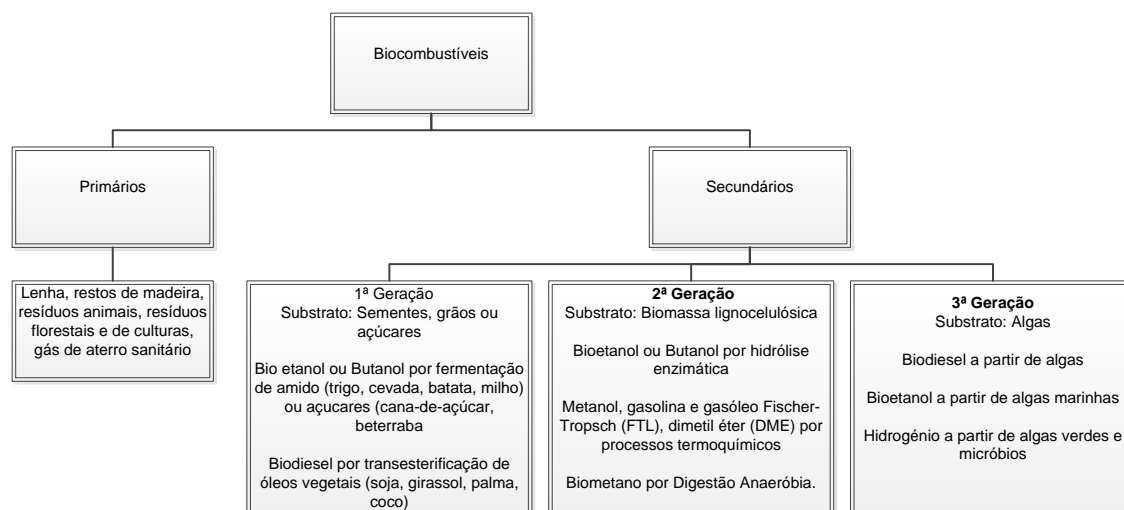 Biocombustíveis
Primários
Secundários
Lenha, restos de madeira,
resíduos animais, resíduos
florestais e de culturas,
gás de aterro sanitário
1ª Geração
Substrato: Sementes, grãos ou
açúcares
Bio etanol ou Butanol por fermentação
de amido (trigo, cevada, batata, milho)
ou açucares (cana-de-açúcar,
beterraba
Biodiesel por transesterificação de
óleos vegetais (soja, girassol, palma,
coco)
2ª Geração
Substrato: Biomassa lignocelulósica
Bioetanol ou Butanol por hidrólise
enzimática
Metanol, gasolina e gasóleo Fischer-
Tropsch (FTL), dimetil éter (DME) por
processos termoquímicos
Biometano por Digestão Anaeróbia.
3ª Geração
Substrato: Algas
Biodiesel a partir de algas
Bioetanol a partir de algas marinhas
Hidrogénio a partir de algas verdes e
micróbios